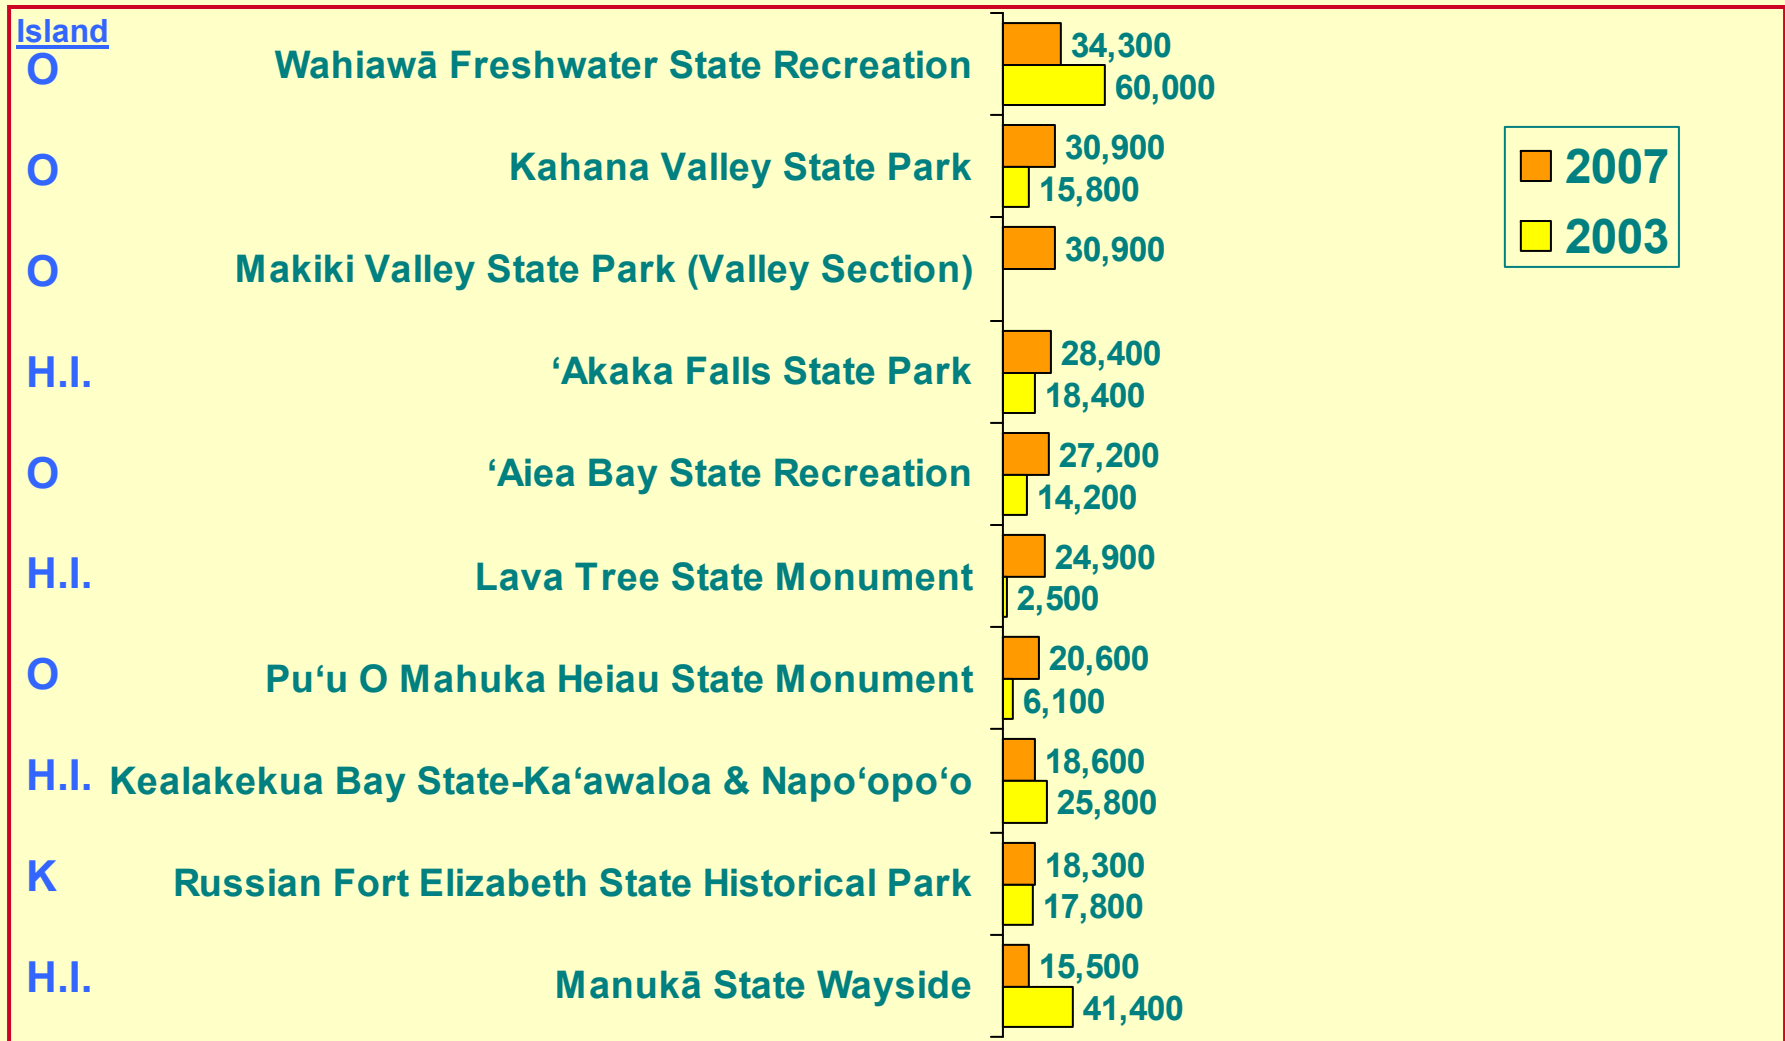 Island
O Wahiawā Freshwater State Recreation 34,300
60,000
O Kahana Valley State Park 30,900
15,800
O Makiki Valley State Park (Valley Section) 30,900
H.I. ‘Akaka Falls State Park 28,400
18,400
O ‘Aiea Bay State Recreation 27,200
14,200
H.I. Lava Tree State Monument 24,900
2,500
O Pu‘u O Mahuka Heiau State Monument 20,600
6,100
H.I. Kealakekua Bay State-Ka‘awaloa & Napo‘opo‘o 18,600
25,800
K Russian Fort Elizabeth State Historical Park 18,300
17,800
H.I. Manukā State Wayside 15,500
41,400
2007
2003